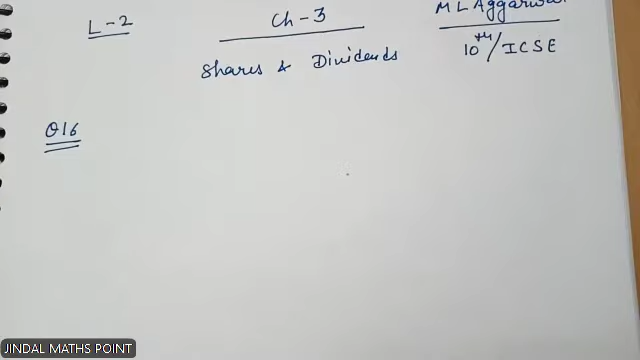 L-2
Ch-3
M L Aggarwal
Shares & Dividends
10th/ICSE
Q16
JINDAL MATHS POINT